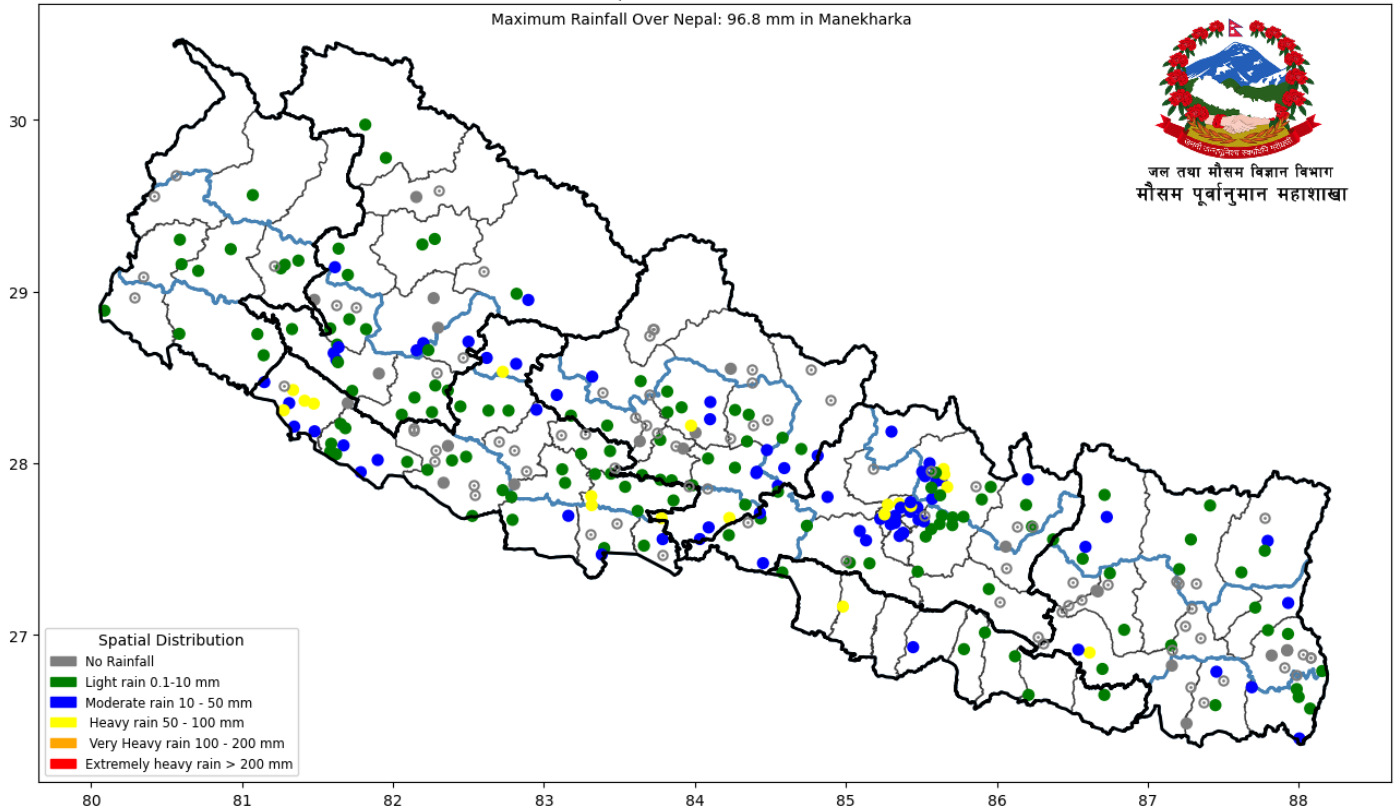 Maximum Rainfall Over Nepal: 96.8 mm in Manekharka
जल तथा मौसम विज्ञान विभाग
मौसम पूर्वानुमान महाशाखा
30
29
28
27
Spatial Distribution
No Rainfall
Light rain 0.1-10 mm
Moderate rain 10 - 50 mm
Heavy rain 50 - 100 mm
Very Heavy rain 100 - 200 mm
Extremely heavy rain > 200 mm
80 81 82 83 84 85 86 87 88